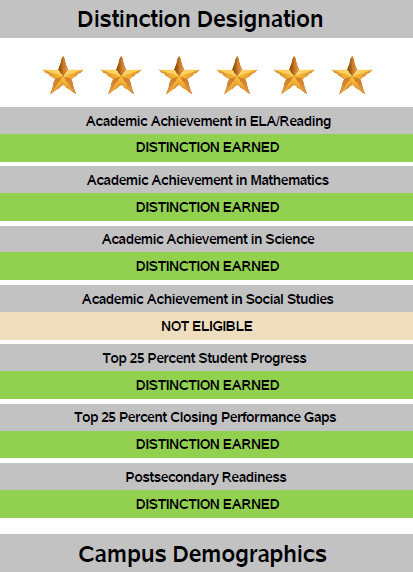 Distinction Designation
Academic Achievement in ELA/Reading
DISTINCTION EARNED
Academic Achievement in Mathematics
DISTINCTION EARNED
Academic Achievement in Science
DISTINCTION EARNED
Academic Achievement in Social Studies
NOT ELIGIBLE
Top 25 Percent Student Progress
DISTINCTION EARNED
Top 25 Percent Closing Performance Gaps
DISTINCTION EARNED
Postsecondary Readiness
DISTINCTION EARNED
Campus Demographics